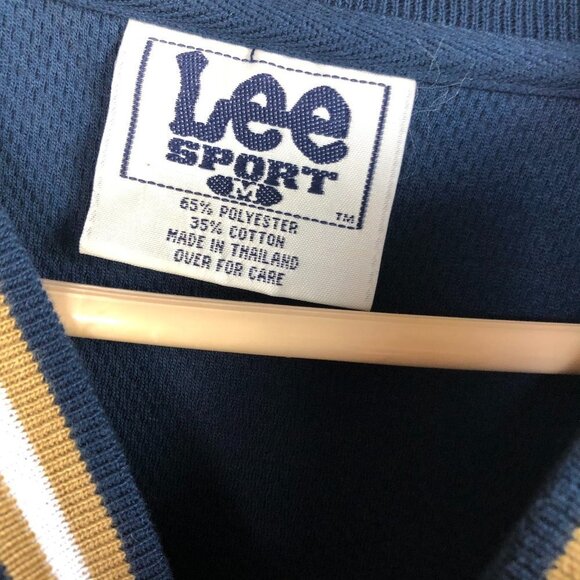 Lee
SPORT
M
TM
65% POLYESTER
35% COTTON
MADE IN THAILAND
OVER FOR CARE